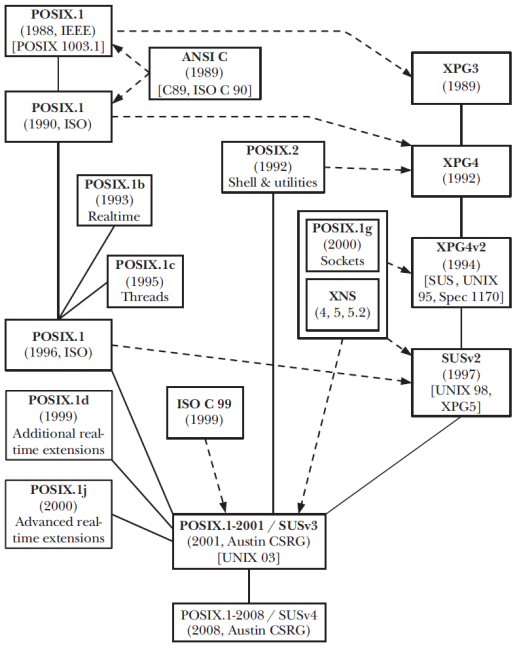 POSIX.1
(1988, IEEE)
[POSIX 1003.1]
ANSI C
(1989)
[C89, ISO C 90]
XPG3
(1989)
POSIX.1
(1990, ISO)
POSIX.2
(1992)
Shell & utilities
XPG4
(1992)
POSIX.1b
(1993)
Realtime
POSIX.1c
(1995)
Threads
POSIX.1g
(2000)
Sockets
XNS
(4, 5, 5.2)
XPG4v2
(1994)
[SUS, UNIX
95, Spec 1170]
POSIX.1
(1996, ISO)
SUSv2
(1997)
[UNIX 98,
XPG5]
POSIX.1d
(1999)
Additional real-
time extensions
ISO C 99
(1999)
POSIX.1j
(2000)
Advanced real-
time extensions
POSIX.1-2001 / SUSv3
(2001, Austin CSRG)
[UNIX 03]
POSIX.1-2008 / SUSv4
(2008, Austin CSRG)